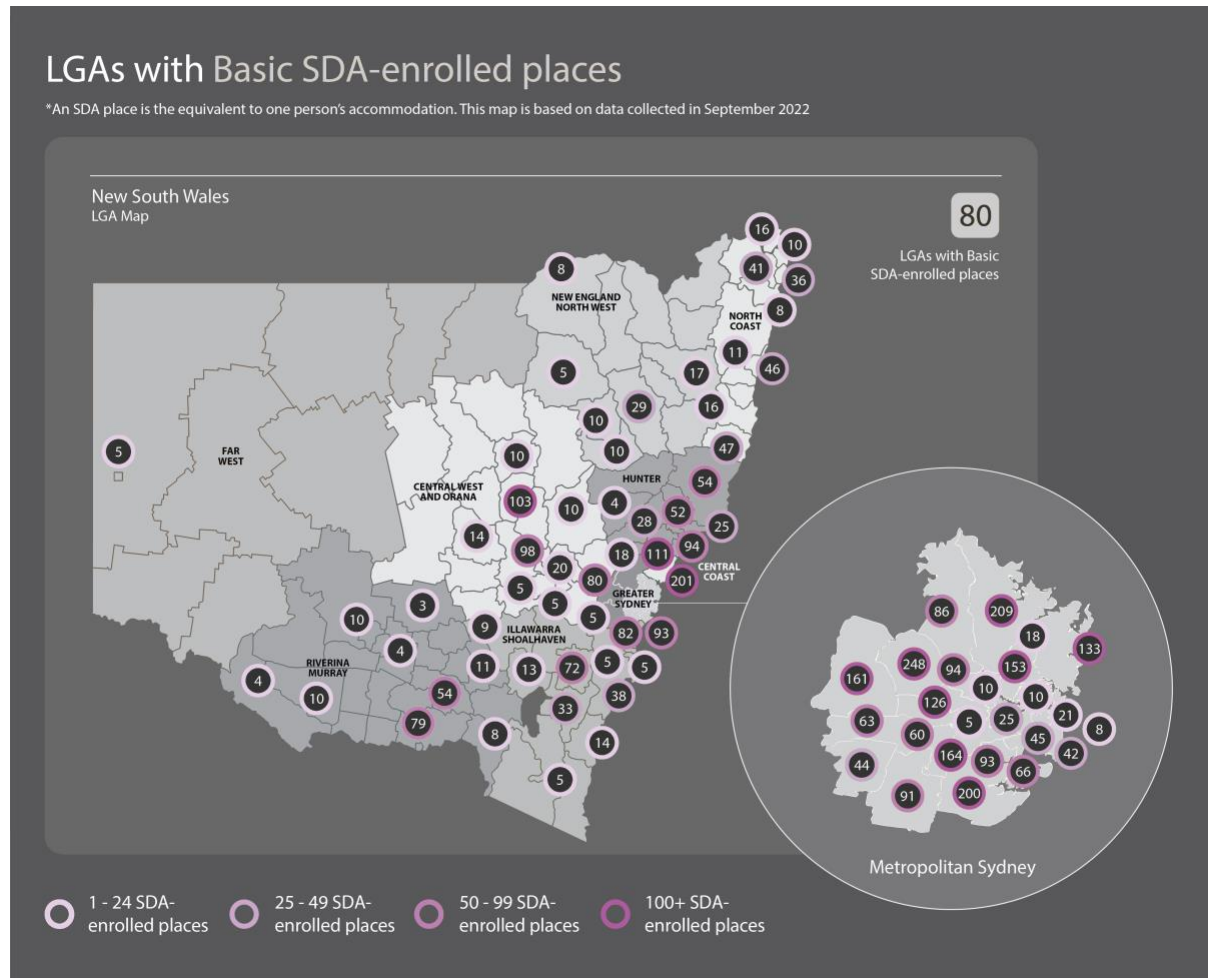 LGAs with Basic SDA-enrolled places
*An SDA place is the equivalent to one person's accommodation. This map is based on data collected in September 2022
New South Wales
LGA Map
80
LGAs with Basic
SDA-enrolled places
16
10
8
41
36
NEW ENGLAND
NORTH WEST
8
NORTH
COAST
11
46
5
17
29
16
10
47
5
10
10
FAR
WEST
HUNTER
54
CENTRAL WEST
AND ORANA
103
10
4
52
28
25
14
98
18
111
94
20
CENTRAL
COAST
80
201
5
GREATER
SYDNEY
3
5
10
5
9
ILLAWARRA
SHOALHAVEN
82
93
4
RIVERINA
MURRAY
11
13
72
5
5
4
10
54
38
33
79
8
14
5
86
209
18
133
248
94
153
161
10
10
126
25
21
63
5
8
60
45
42
164
93
44
66
91
200
Metropolitan Sydney
1 - 24 SDA-
enrolled places
25 - 49 SDA-
enrolled places
50 - 99 SDA-
enrolled places
100+ SDA-
enrolled places